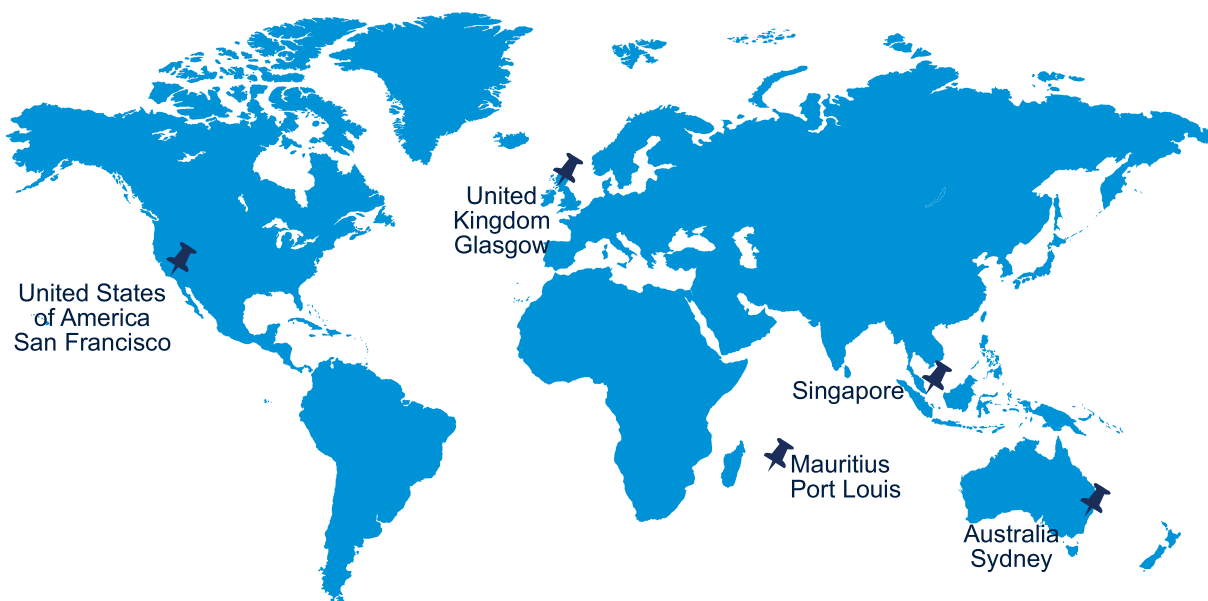 United
Kingdom
Glasgow
United States
of America
San Francisco
Singapore
Mauritius
Port Louis
Australia
Sydney